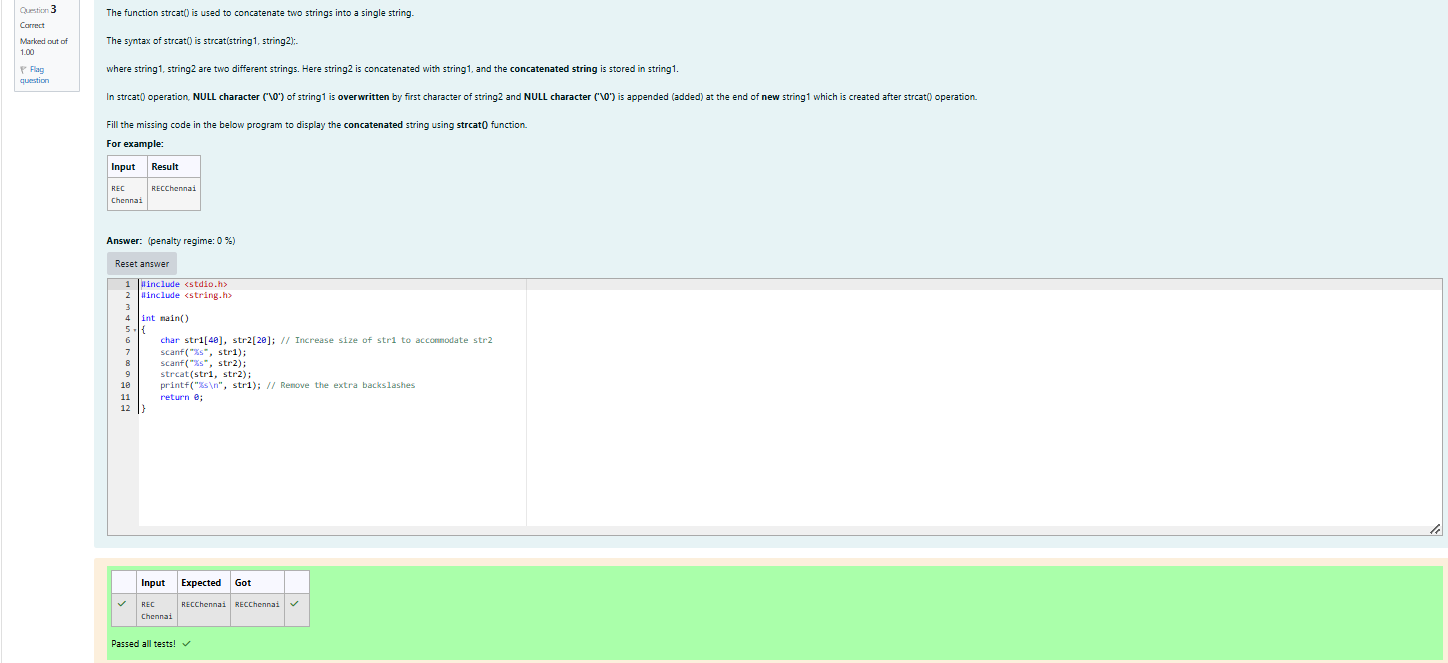 Question 3
Correct
Marked out of
1.00
Flag
question
The function strcat() is used to concatenate two strings into a single string.
The syntax of strcat() is strcat(string1, string2);.
where string1, string2 are two different strings. Here string2 is concatenated with string1, and the concatenated string is stored in string1.
In strcat() operation, NULL character ('\0') of string1 is overwritten by first character of string2 and NULL character ('\0') is appended (added) at the end of new string1 which is created after strcat() operation.
Fill the missing code in the below program to display the concatenated string using strcat() function.
For example:
Input Result
REC RECChennai
Chennai
Answer: (penalty regime: 0 %)
Reset answer
1 #include <stdio.h>
2 #include <string.h>
3
4 int main()
5 {
6 char str1[40], str2[20]; // Increase size of str1 to accommodate str2
7 scanf("%s", str1);
8 scanf("%s", str2);
9 strcat(str1, str2);
10 printf("%s\n", str1); // Remove the extra backslashes
11 return 0;
12 }
Input Expected Got
REC RECChennai RECChennai
Chennai
Passed all tests!